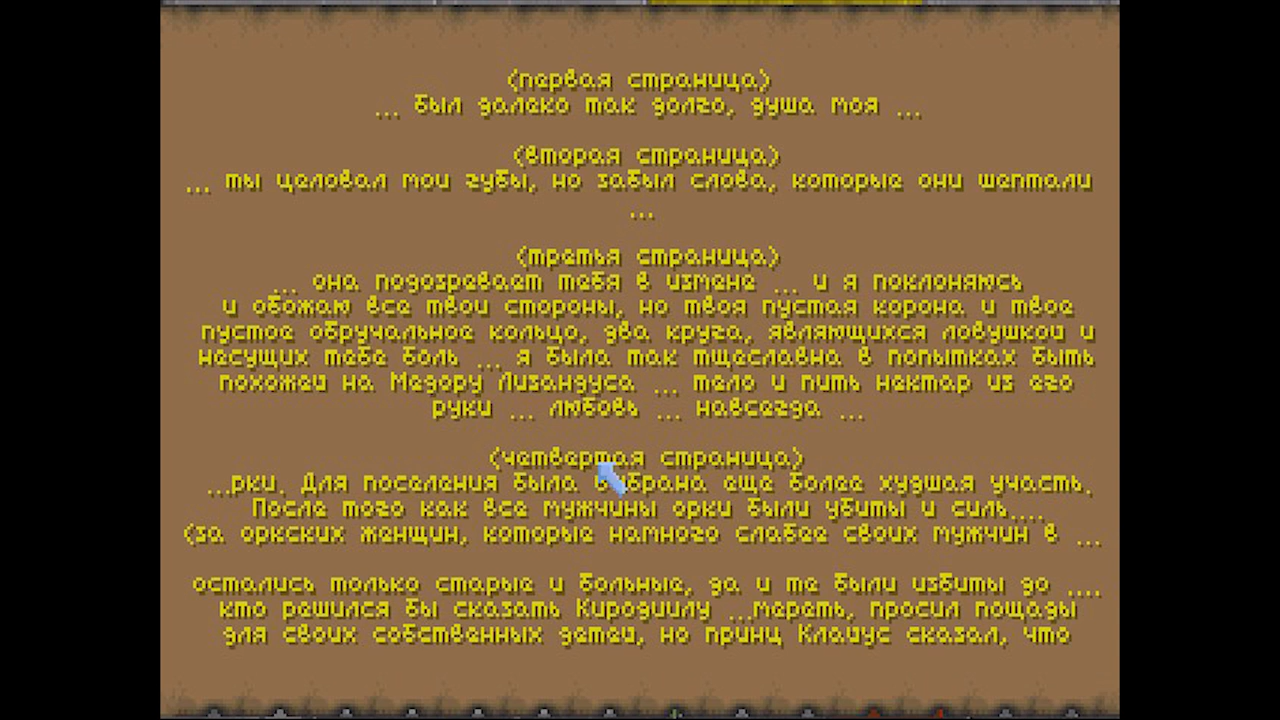 (первая страница)
... был далеко так долго, душа моя ...
(вторая страница)
... ты целовал мои губы, но забыл слова, которые они шептали
...
(третья страница)
... она подозревает тебя в измене ... и я поклоняюсь
и обожаю все твои стороны, но твоя пустая корона и твое
пустое обручальное кольцо, два круга, являющихся ловушкой и
несущих тебе боль ... я была так тщеславна в попытках быть
похожей на Медору Лизандуса ... тело и пить нектар из его
руки ... любовь ... навсегда ...
(четвертая страница)
...рки. Для поселения была выбрана еще более худшая участь.
После того как все мужчины орки были убиты и силь....
(за оркских женщин, которые намного слабее своих мужчин в ...
остались только старые и больные, да и те были избиты до ....
кто решился бы сказать Киродиилу ...мереть, просил пощады
для своих собственных детей, но принц Клаиус сказал, что